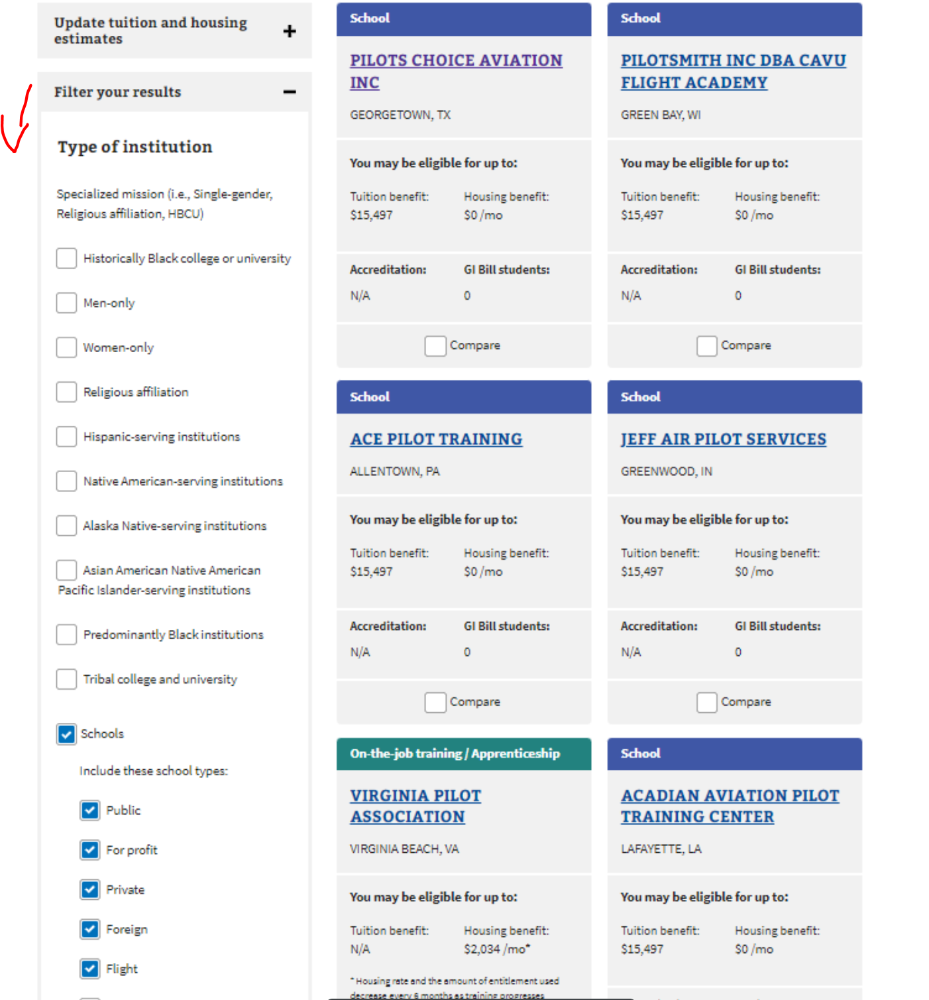 Update tuition and housing
estimates
Filter your results
Type of institution
Specialized mission (i.e., Single-gender,
Religious affiliation, HBCU)
Historically Black college or university
Men-only
Women-only
Religious affiliation
Hispanic-serving institutions
Native American-serving institutions
Alaska Native-serving institutions
Asian American Native American
Pacific Islander-serving institutions
Predominantly Black institutions
Tribal college and university
Schools
Include these school types:
Public
For profit
Private
Foreign
Flight
School
PILOTS CHOICE AVIATION
INC
GEORGETOWN, TX
You may be eligible for up to:
Tuition benefit: Housing benefit:
$15,497 $0 /mo
Accreditation: GI Bill students:
N/A 0
Compare
School
PILOTSMITH INC DBA CAVU
FLIGHT ACADEMY
GREEN BAY, WI
You may be eligible for up to:
Tuition benefit: Housing benefit:
$15,497 $0 /mo
Accreditation: GI Bill students:
N/A 0
Compare
School
ACE PILOT TRAINING
ALLENTOWN, PA
You may be eligible for up to:
Tuition benefit: Housing benefit:
$15,497 $0 /mo
Accreditation: GI Bill students:
N/A 0
Compare
School
JEFF AIR PILOT SERVICES
GREENWOOD, IN
You may be eligible for up to:
Tuition benefit: Housing benefit:
$15,497 $0 /mo
Accreditation: GI Bill students:
N/A 0
Compare
On-the-job training / Apprenticeship
VIRGINIA PILOT
ASSOCIATION
VIRGINIA BEACH, VA
You may be eligible for up to:
Tuition benefit: Housing benefit:
N/A $2,034 /mo*
* Housing rate and the amount of entitlement used
decrease every 6 months as training progresses
School
ACADIAN AVIATION PILOT
TRAINING CENTER
LAFAYETTE, LA
You may be eligible for up to:
Tuition benefit: Housing benefit:
$15,497 $0 /mo